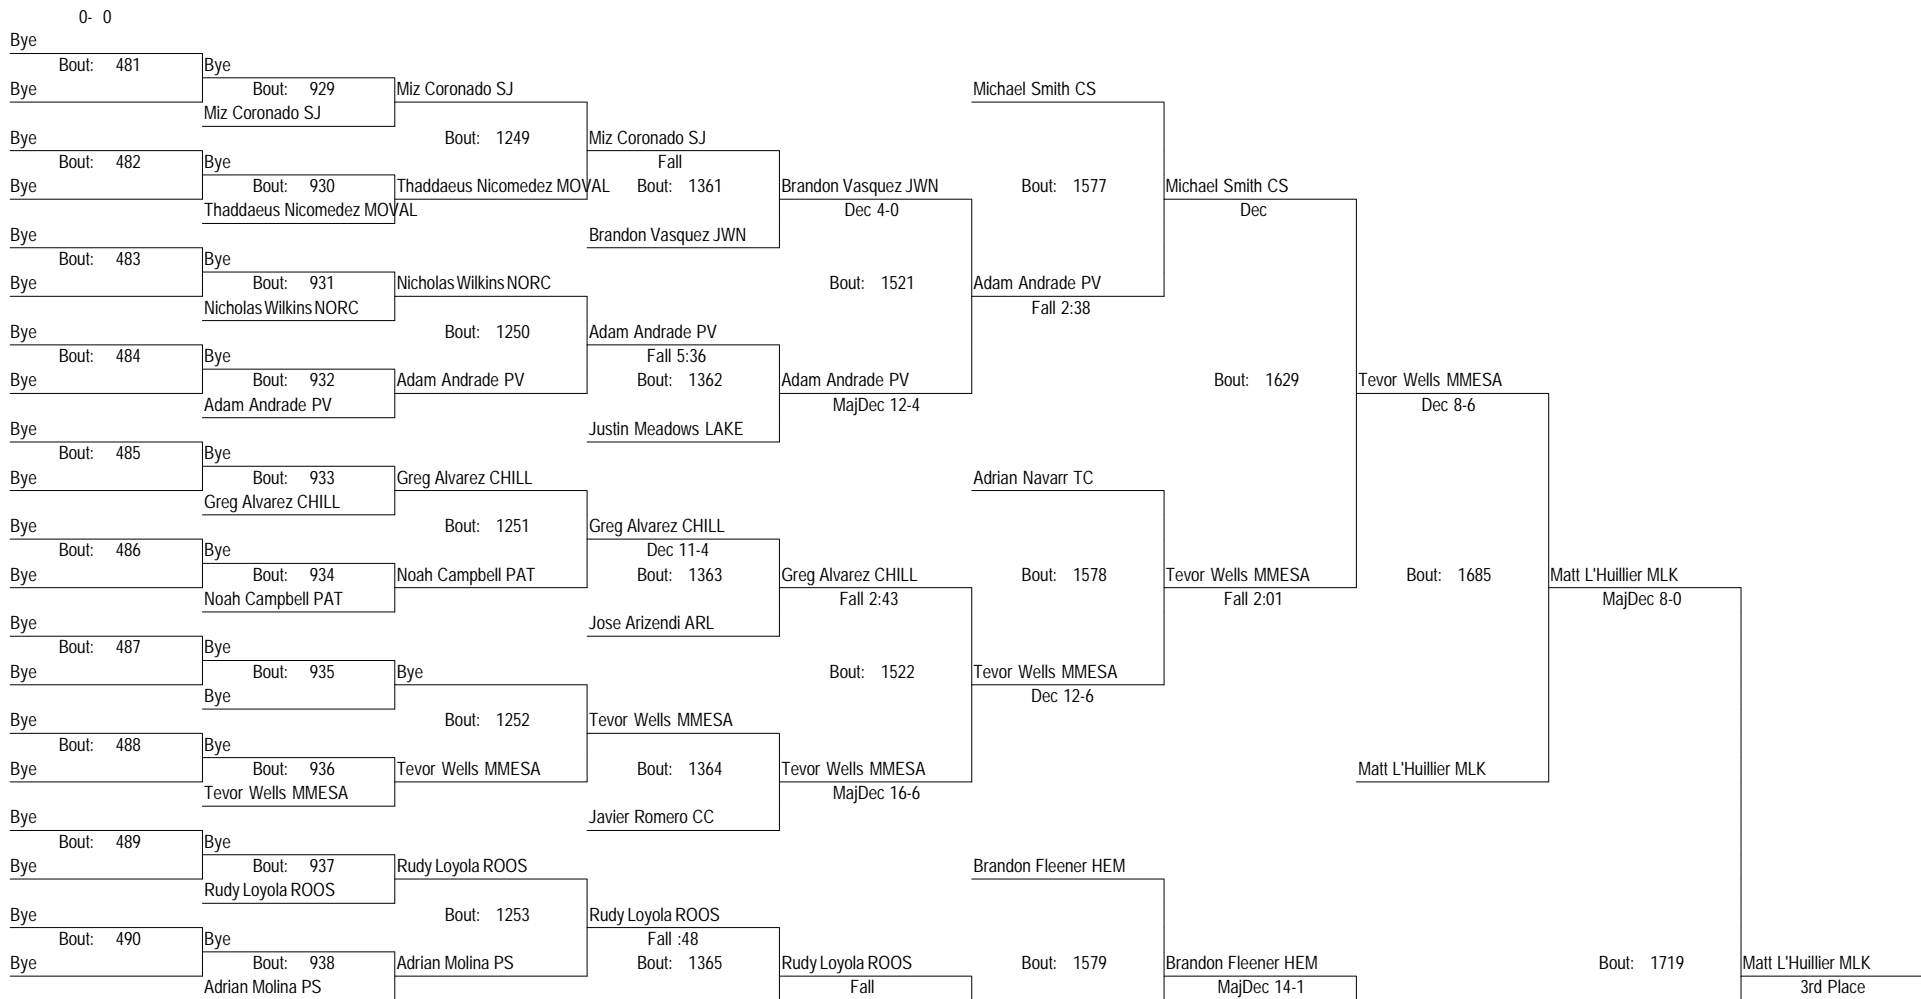 0- 0
Bye
Bout: 481 Bye
Bye Bout: 929 Miz Coronado SJ Michael Smith CS
Miz Coronado SJ
Bye Bout: 1249 Miz Coronado SJ
Bout: 482 Bye Fall
Bye Bout: 930 Thaddaeus Nicomedez MOVAL Bout: 1361 Brandon Vasquez JWN Bout: 1577 Michael Smith CS
Thaddaeus Nicomedez MOVAL Dec 4-0 Dec
Bye Brandon Vasquez JWN
Bout: 483 Bye
Bye Bout: 931 Nicholas Wilkins NORC Bout: 1521 Adam Andrade PV
Nicholas Wilkins NORC Fall 2:38
Bye Bout: 1250 Adam Andrade PV
Bout: 484 Bye Fall 5:36
Bye Bout: 932 Adam Andrade PV Bout: 1362 Adam Andrade PV Bout: 1629 Tevor Wells MMESA
Adam Andrade PV MajDec 12-4 Dec 8-6
Bye Justin Meadows LAKE
Bout: 485 Bye
Bye Bout: 933 Greg Alvarez CHILL Adrian Navarr TC
Greg Alvarez CHILL
Bye Bout: 1251 Greg Alvarez CHILL
Bout: 486 Bye Dec 11-4
Bye Bout: 934 Noah Campbell PAT Bout: 1363 Greg Alvarez CHILL Bout: 1578 Tevor Wells MMESA Bout: 1685 Matt L'Huillier MLK
Noah Campbell PAT Fall 2:43 Fall 2:01 MajDec 8-0
Bye Jose Arizendi ARL
Bout: 487 Bye
Bye Bout: 935 Bye Bout: 1522 Tevor Wells MMESA
Bye Dec 12-6
Bye Bout: 1252 Tevor Wells MMESA
Bout: 488 Bye
Bye Bout: 936 Tevor Wells MMESA Bout: 1364 Tevor Wells MMESA Matt L'Huillier MLK
Tevor Wells MMESA MajDec 16-6
Bye Javier Romero CC
Bout: 489 Bye
Bye Bout: 937 Rudy Loyola ROOS Brandon Fleener HEM
Rudy Loyola ROOS
Bye Bout: 1253 Rudy Loyola ROOS
Bout: 490 Bye Fall :48
Bye Bout: 938 Adrian Molina PS Bout: 1365 Rudy Loyola ROOS Bout: 1579 Brandon Fleener HEM Bout: 1719 Matt L'Huillier MLK
Adrian Molina PS Fall MajDec 14-1 3rd Place